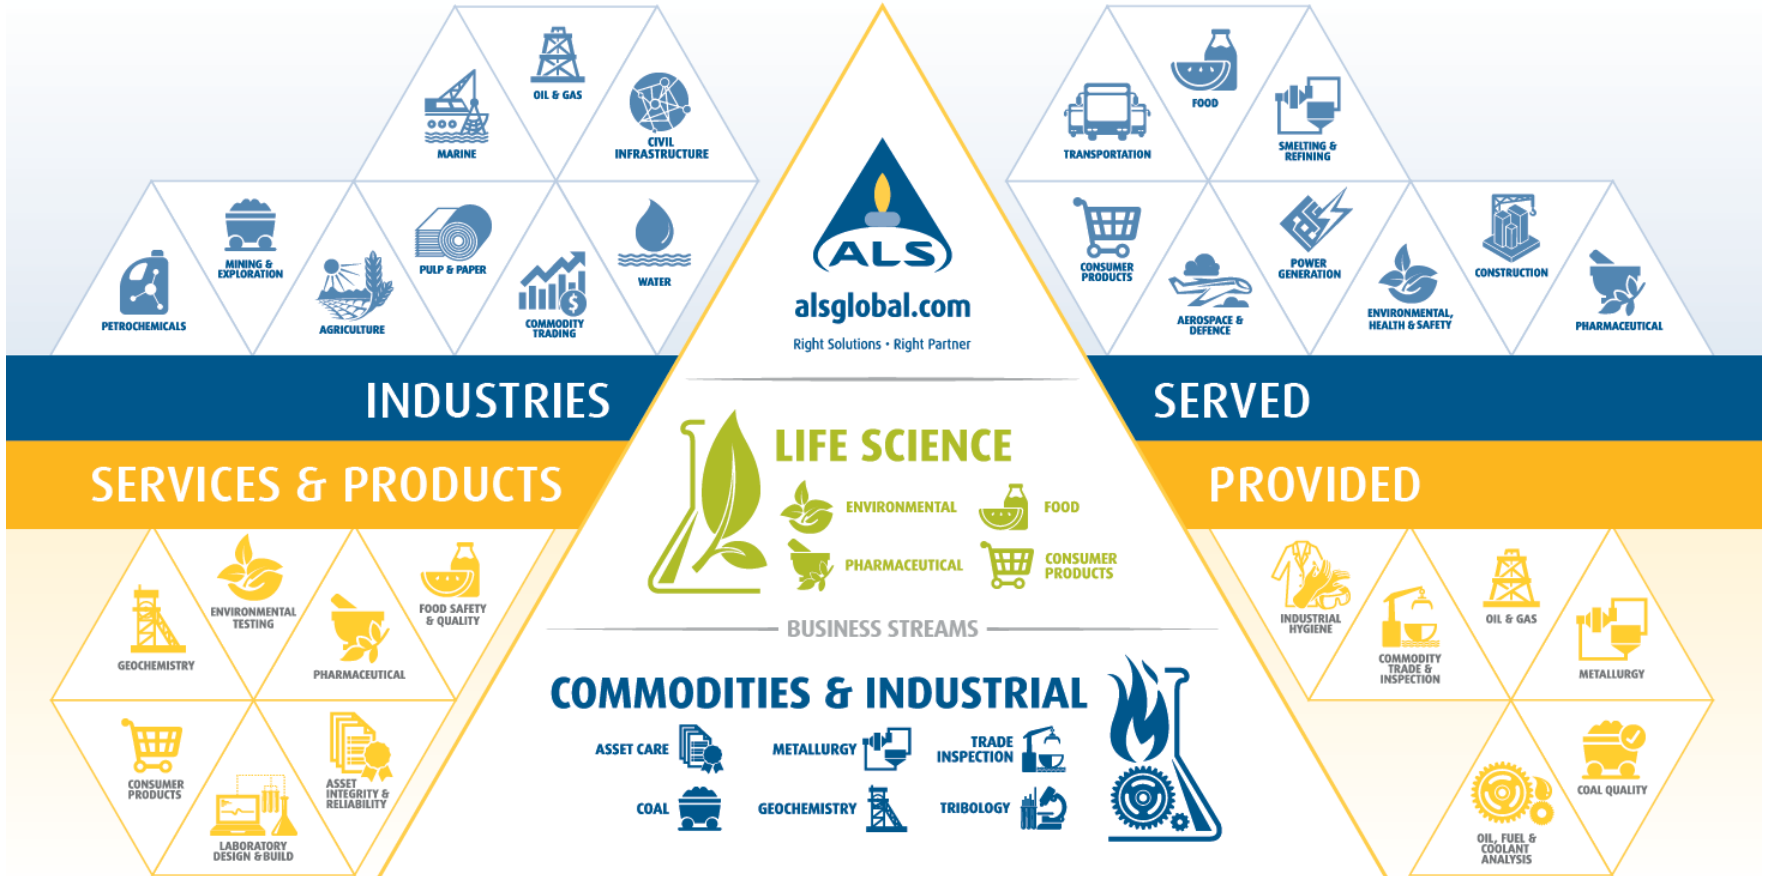 OIL & GAS
MARINE
CIVIL
INFRASTRUCTURE
PETROCHEMICALS
MINING &
EXPLORATION
AGRICULTURE
PULP & PAPER
COMMODITY
TRADING
WATER
ALS
alsglobal.com
Right Solutions • Right Partner
TRANSPORTATION
FOOD
SMELTING &
REFINING
CONSUMER
PRODUCTS
AEROSPACE &
DEFENCE
POWER
GENERATION
ENVIRONMENTAL,
HEALTH & SAFETY
CONSTRUCTION
PHARMACEUTICAL
INDUSTRIES
SERVED
SERVICES & PRODUCTS
PROVIDED
LIFE SCIENCE
ENVIRONMENTAL
FOOD
PHARMACEUTICAL
CONSUMER
PRODUCTS
BUSINESS STREAMS
COMMODITIES & INDUSTRIAL
ASSET CARE
METALLURGY
TRADE
INSPECTION
COAL
GEOCHEMISTRY
TRIBOLOGY
GEOCHEMISTRY
ENVIRONMENTAL
TESTING
PHARMACEUTICAL
FOOD SAFETY
& QUALITY
CONSUMER
PRODUCTS
LABORATORY
DESIGN & BUILD
ASSET
INTEGRITY &
RELIABILITY
INDUSTRIAL
HYGIENE
COMMODITY
TRADE &
INSPECTION
OIL & GAS
METALLURGY
OIL, FUEL &
COOLANT
ANALYSIS
COAL QUALITY